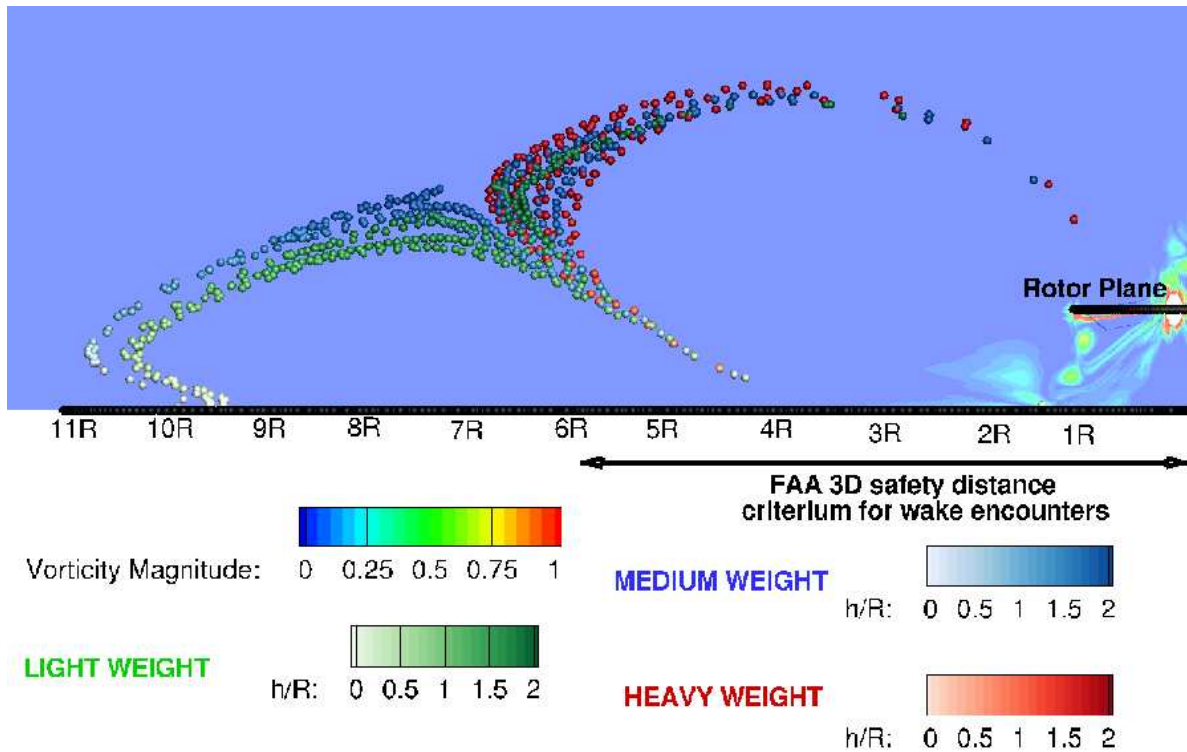 Rotor Plane
11R 10R 9R 8R 7R 6R 5R 4R 3R 2R 1R
FAA 3D safety distance
criterium for wake encounters
Vorticity Magnitude: 0 0.25 0.5 0.75 1
MEDIUM WEIGHT
h/R: 0 0.5 1 1.5 2
LIGHT WEIGHT
h/R: 0 0.5 1 1.5 2
HEAVY WEIGHT
h/R: 0 0.5 1 1.5 2